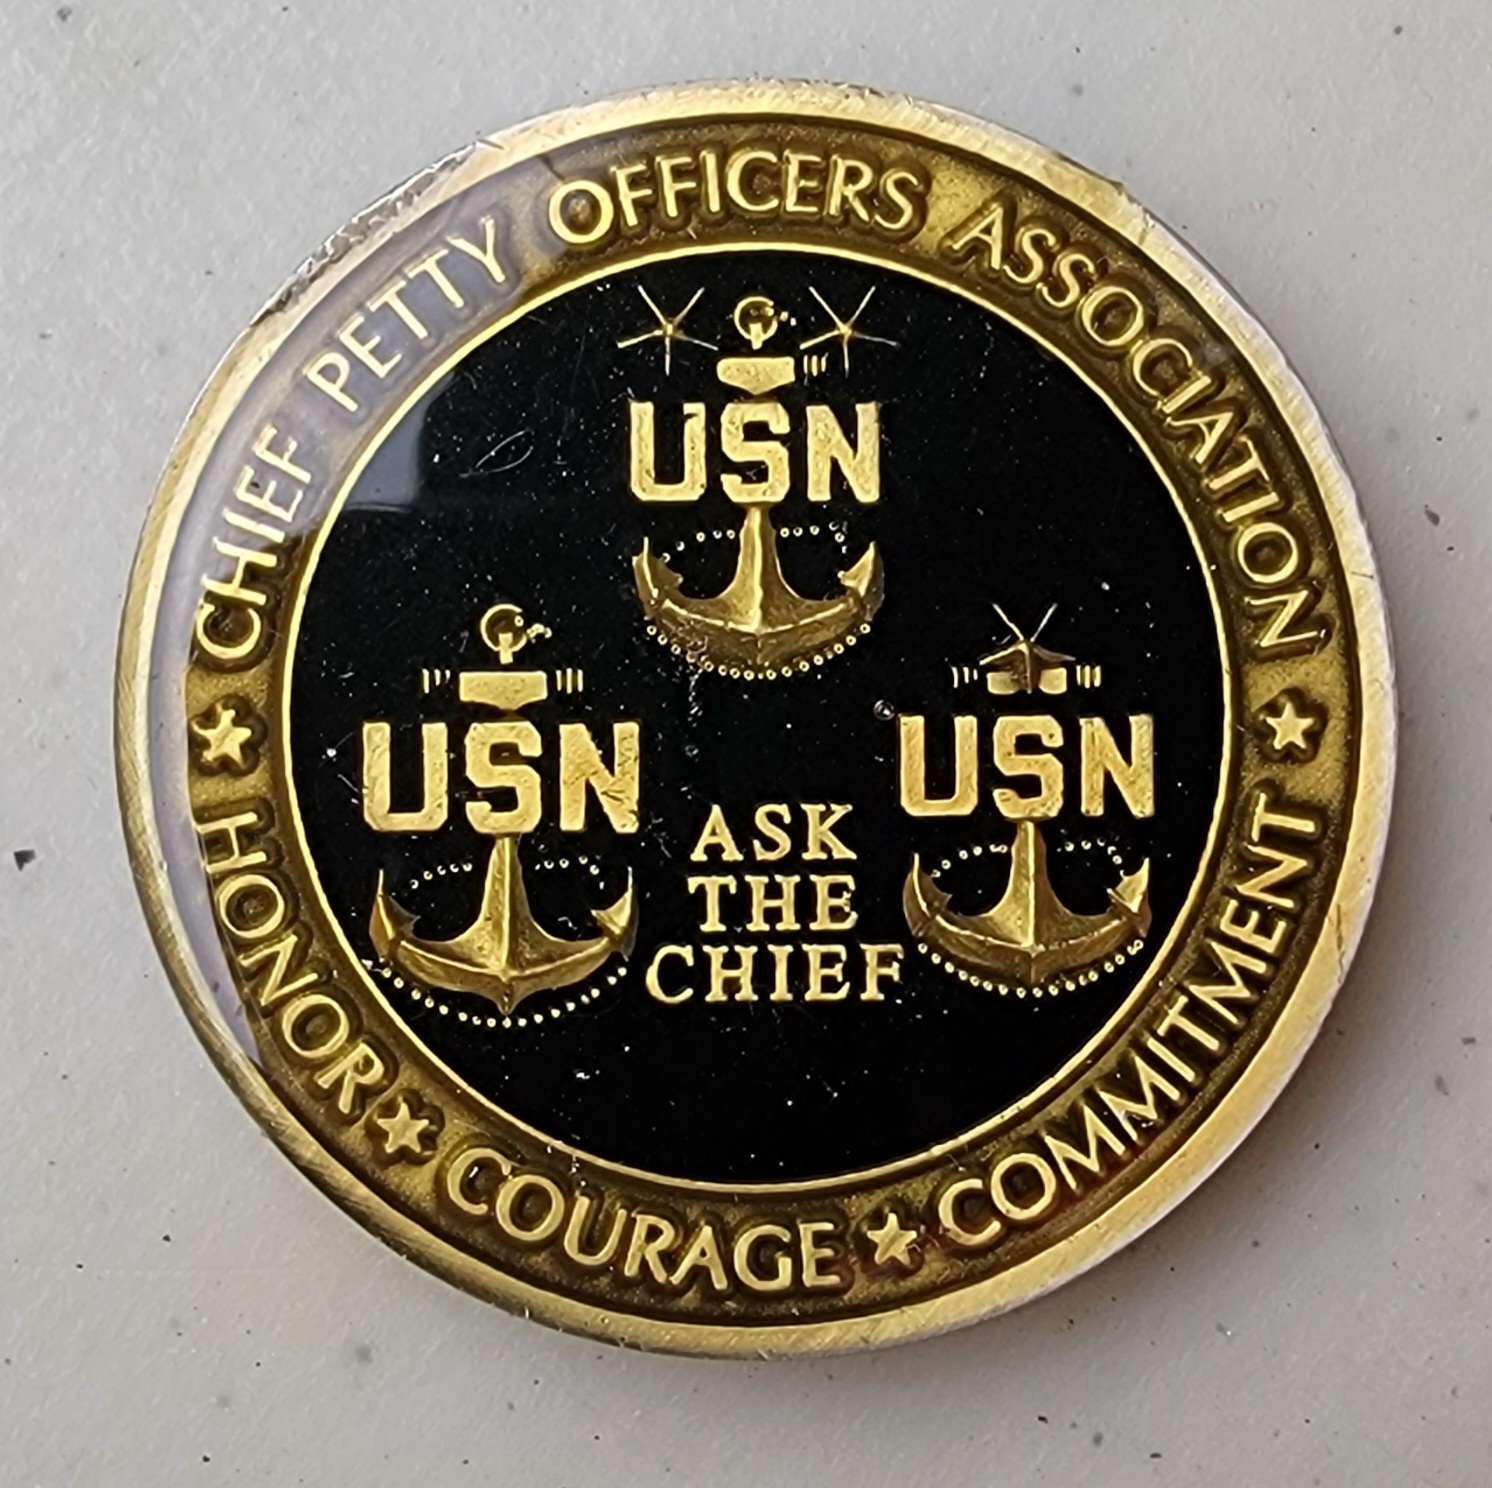 CHIEF PETTY OFFICERS ASSOCIATION
USN
USN
USN
ASK
THE
CHIEF
HONOR ★ COURAGE ★ COMMITMENT